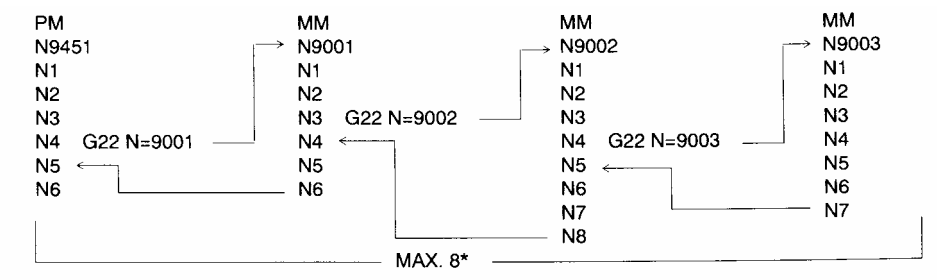 PM
N9451
N1
N2
N3
N4 G22 N=9001
N5
N6
MM
N9001
N1
N2
N3 G22 N=9002
N4
N5
N6
MM
N9002
N1
N2
N3
N4 G22 N=9003
N5
N6
N7
N8
MM
N9003
N1
N2
N3
N4
N5
N6
N7
MAX. 8*